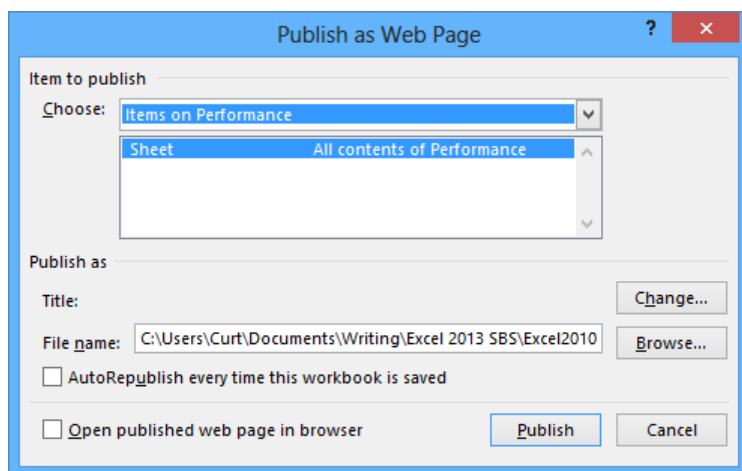 Publish as Web Page ?
Item to publish
Choose: Items on Performance
Sheet All contents of Performance
Publish as
Title: Change...
File name: C:\Users\Curt\Documents\Writing\Excel 2013 SBS\Excel2010 Browse...
AutoRepublish every time this workbook is saved
Open published web page in browser Publish Cancel